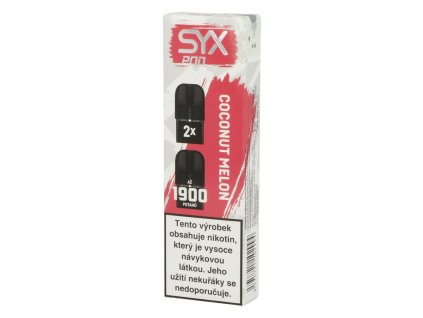 SYX
POD
COCONUT MELON
2x
1900
POTAHŮ
Tento výrobek
obsahuje nikotin,
který je vysoce
návykovou
látkou. Jeho
užití nekuřáky se
nedoporučuje.